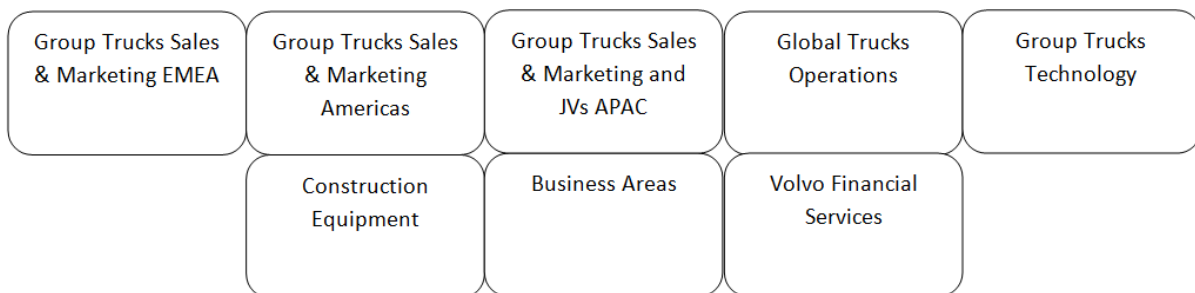 Group Trucks Sales
& Marketing EMEA
Group Trucks Sales
& Marketing
Americas
Group Trucks Sales
& Marketing and
JVs APAC
Global Trucks
Operations
Group Trucks
Technology
Construction
Equipment
Business Areas
Volvo Financial
Services